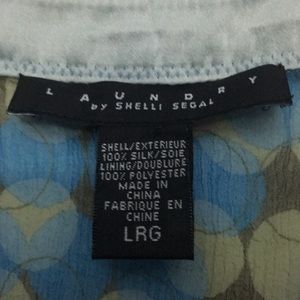 LAUNDRY
BY SHELLI SEGAL
SHELL/EXTERIEUR
100% SILK/SOIE
LINING/DOUBLURE
100% POLYESTER
MADE IN
CHINA
FABRIQUE EN
CHINE
LRG